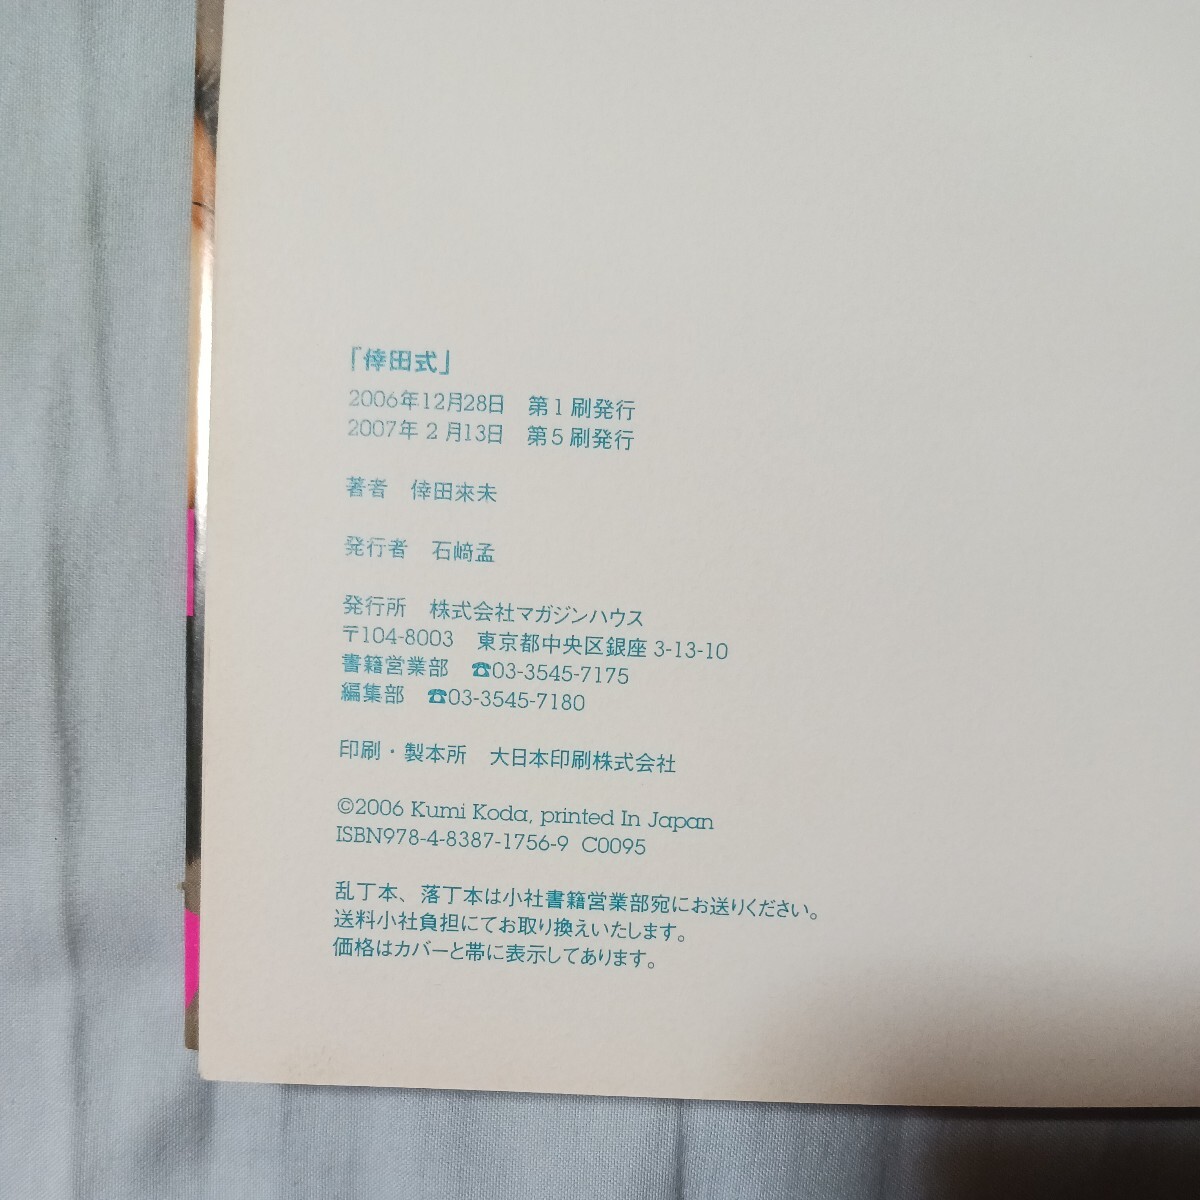 「倖田式」
2006年12月28日　第1刷発行
2007年 2 月13日　第5刷発行
著者　倖田來未
発行者　石﨑孟
発行所　株式会社マガジンハウス
〒104-8003　東京都中央区銀座 3-13-10
書籍営業部　☎03-3545-7175
編集部　☎03-3545-7180
印刷・製本所　大日本印刷株式会社
©2006 Kumi Koda, printed In Japan
ISBN978-4-8387-1756-9 C0095
乱丁本、落丁本は小社書籍営業部宛にお送りください。
送料小社負担にてお取り換えいたします。
価格はカバーと帯に表示してあります。